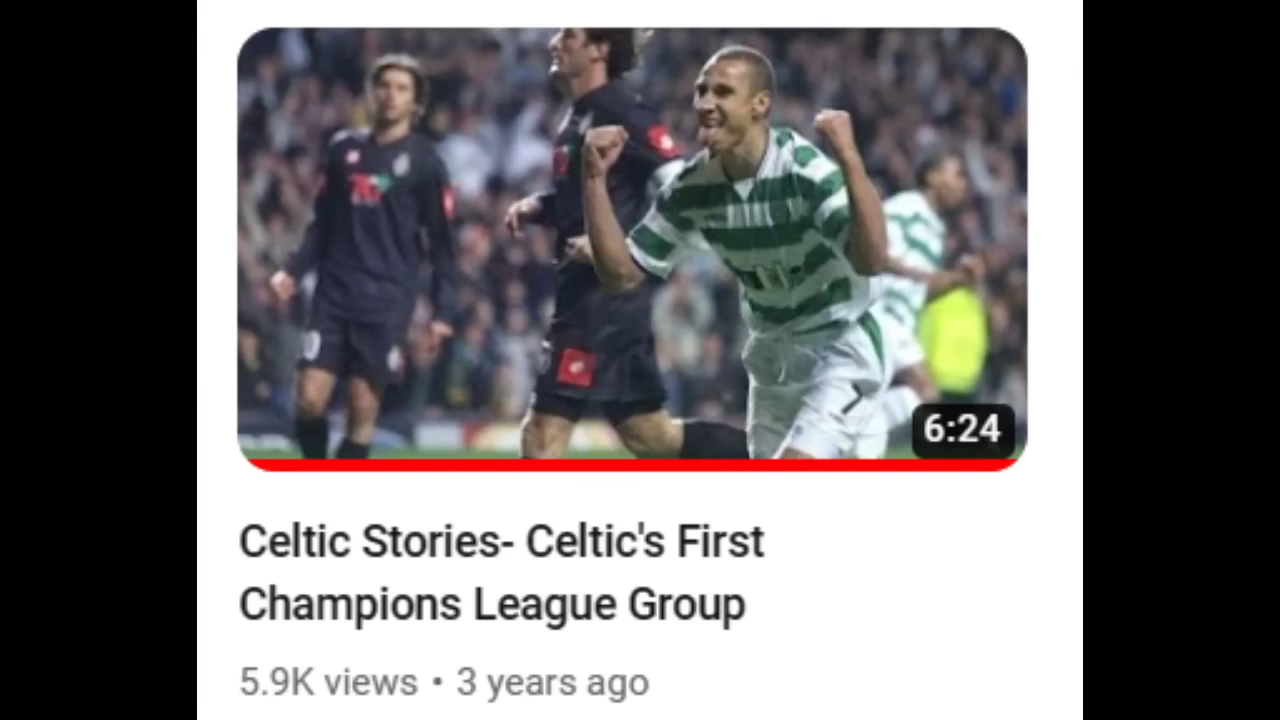 6:24
Celtic Stories- Celtic's First
Champions League Group
5.9K views • 3 years ago